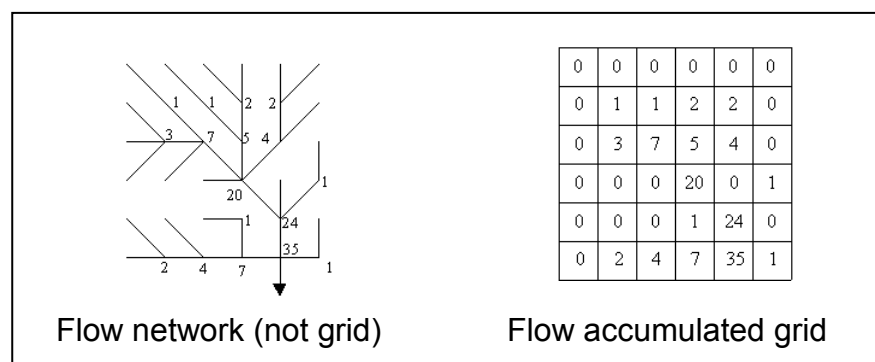 1 1 2 2
3 7 5 4
20 1
1 24
35
2 4 7 1
Flow network (not grid)
0 0 0 0 0 0
0 1 1 2 2 0
0 3 7 5 4 0
0 0 0 20 0 1
0 0 0 1 24 0
0 2 4 7 35 1
Flow accumulated grid